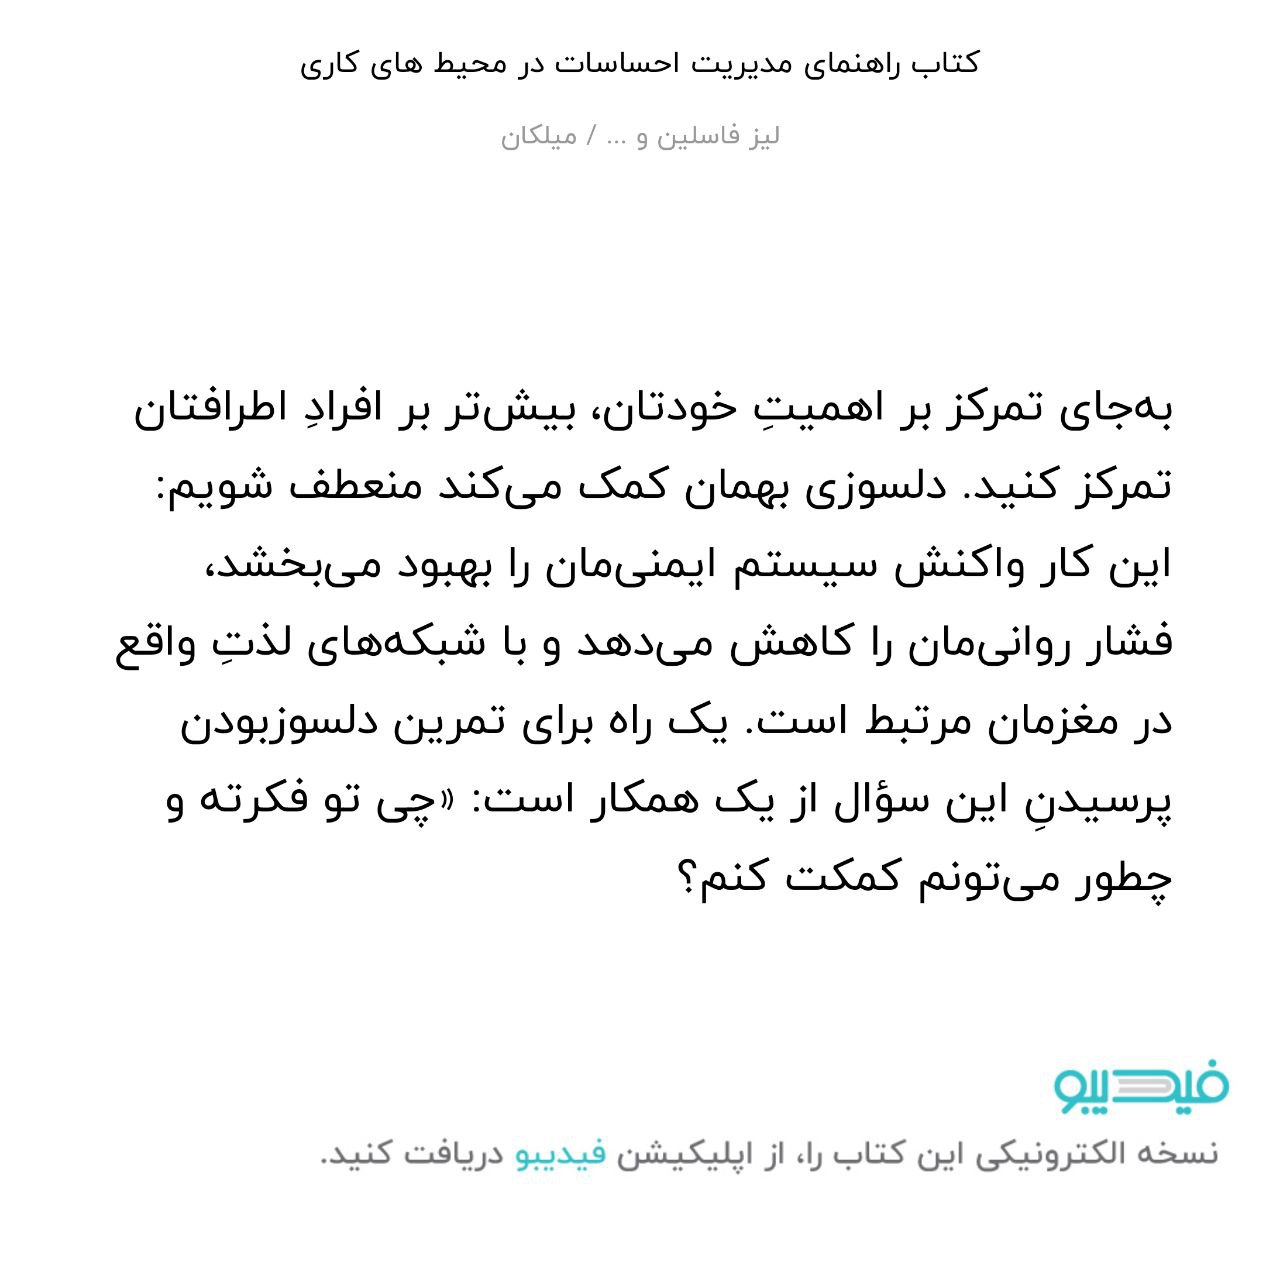 کتاب راهنمای مدیریت احساسات در محیط های کاری
لیز فاسلین و ... / میلکان
به‌جای تمرکز بر اهمیتِ خودتان، بیش‌تر بر افرادِ اطرافتان
تمرکز کنید. دلسوزی بهمان کمک می‌کند منعطف شویم:
این کار واکنش سیستم ایمنی‌مان را بهبود می‌بخشد،
فشار روانی‌مان را کاهش می‌دهد و با شبکه‌های لذتِ واقع
در مغزمان مرتبط است. یک راه برای تمرین دلسوزبودن
پرسیدنِ این سؤال از یک همکار است: «چی تو فکرته و
چطور می‌تونم کمکت کنم؟
فیدیبو
نسخه الکترونیکی این کتاب را، از اپلیکیشن فیدیبو دریافت کنید.